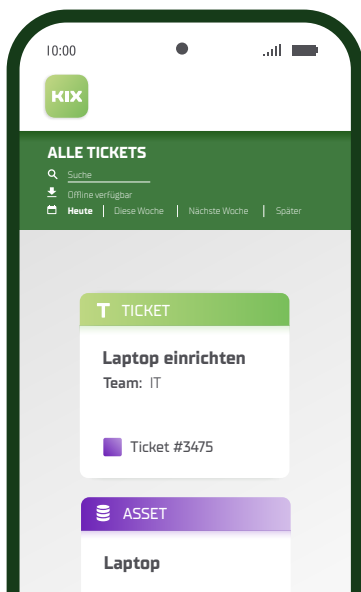 10:00
KIX
ALLE TICKETS
Suche
Offline verfügbar
Heute | Diese Woche | Nächste Woche | Später
T TICKET
Laptop einrichten
Team: IT
Ticket #3475
ASSET
Laptop